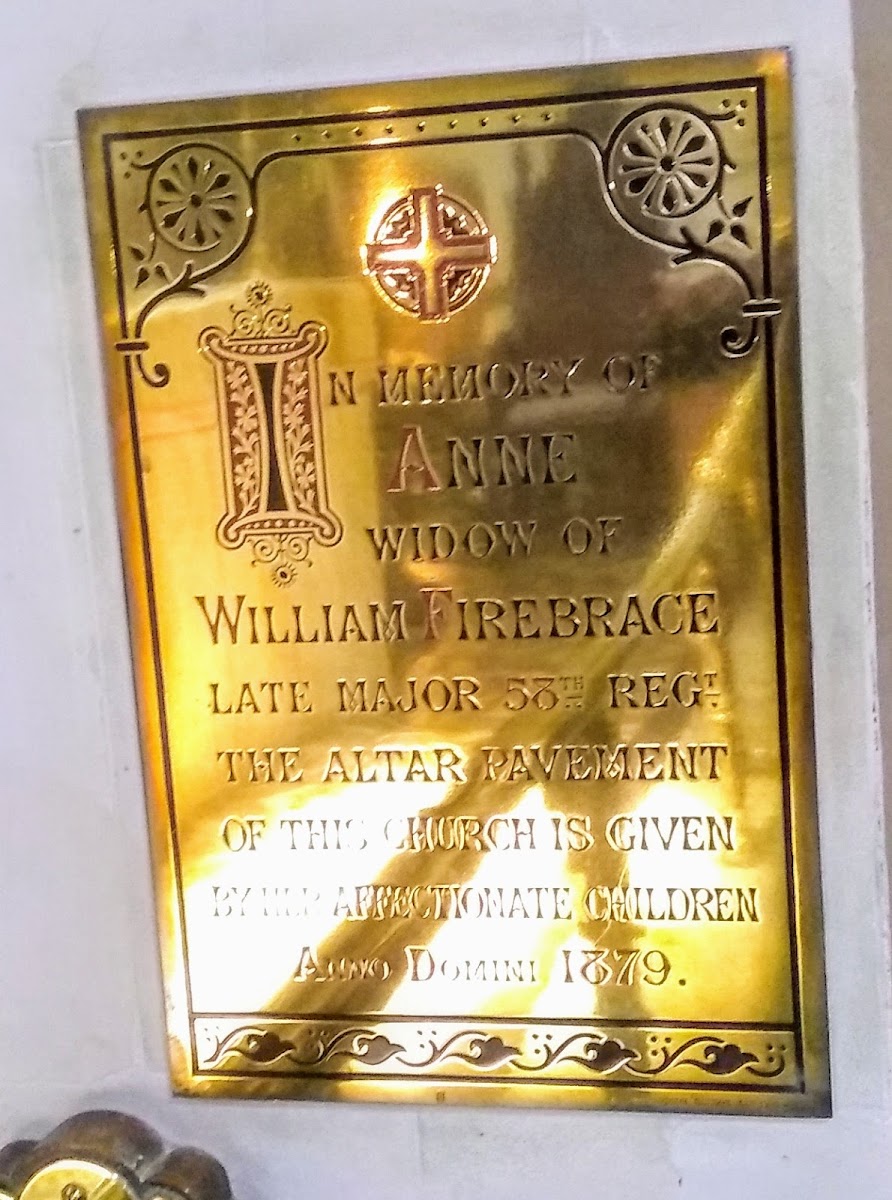 IN MEMORY OF
ANNE
WIDOW OF
WILLIAM FIREBRACE
LATE MAJOR 58TH REGT
THE ALTAR PAVEMENT
OF THIS CHURCH IS GIVEN
BY HER AFFECTIONATE CHILDREN
ANNO DOMINI 1879.